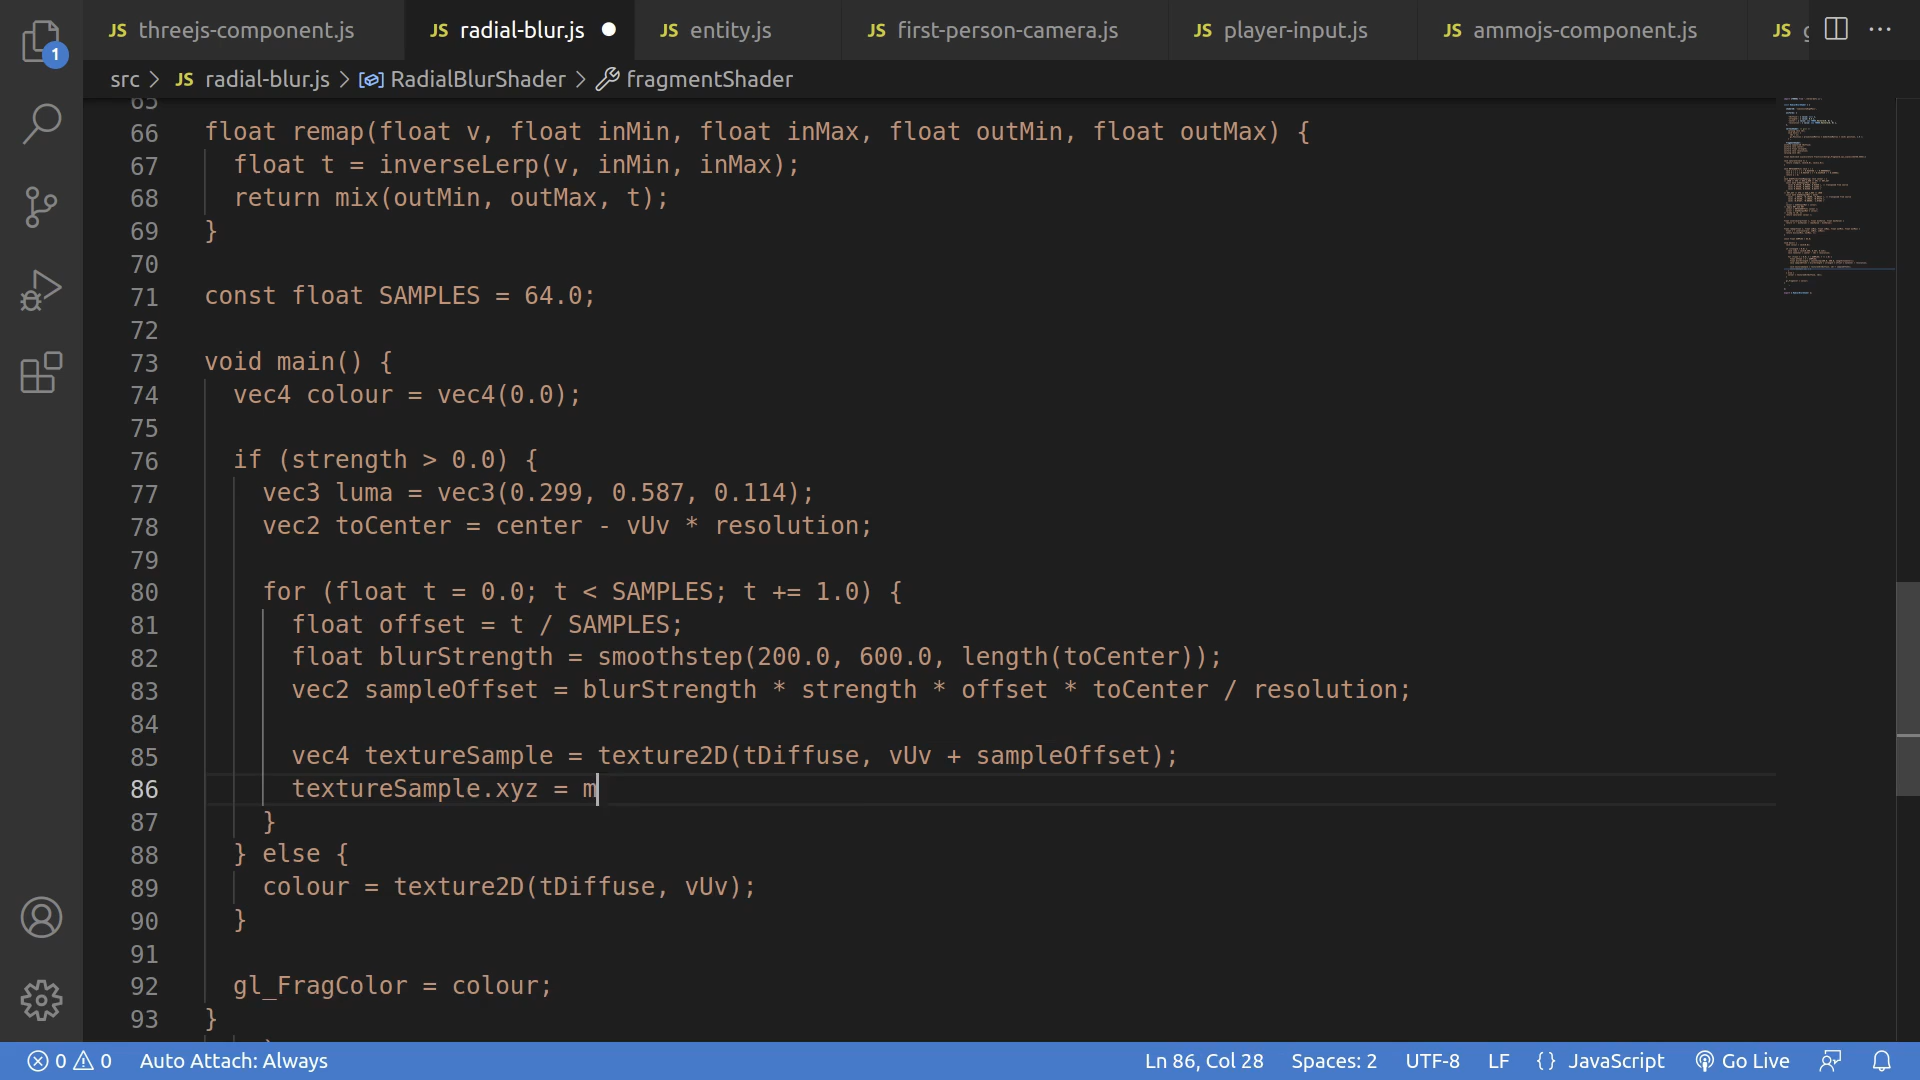 1
JS threejs-component.js
JS radial-blur.js
JS entity.js
JS first-person-camera.js
JS player-input.js
JS ammojs-component.js
JS
src > JS radial-blur.js > RadialBlurShader > fragmentShader
65
66 float remap(float v, float inMin, float inMax, float outMin, float outMax) {
67 float t = inverseLerp(v, inMin, inMax);
68 return mix(outMin, outMax, t);
69 }
70
71 const float SAMPLES = 64.0;
72
73 void main() {
74 vec4 colour = vec4(0.0);
75
76 if (strength > 0.0) {
77 vec3 luma = vec3(0.299, 0.587, 0.114);
78 vec2 toCenter = center - vUv * resolution;
79
80 for (float t = 0.0; t < SAMPLES; t += 1.0) {
81 float offset = t / SAMPLES;
82 float blurStrength = smoothstep(200.0, 600.0, length(toCenter));
83 vec2 sampleOffset = blurStrength * strength * offset * toCenter / resolution;
84
85 vec4 textureSample = texture2D(tDiffuse, vUv + sampleOffset);
86 textureSample.xyz = m
87 }
88 } else {
89 colour = texture2D(tDiffuse, vUv);
90 }
91
92 gl_FragColor = colour;
93 }
0 0 Auto Attach: Always Ln 86, Col 28 Spaces: 2 UTF-8 LF { } JavaScript Go Live